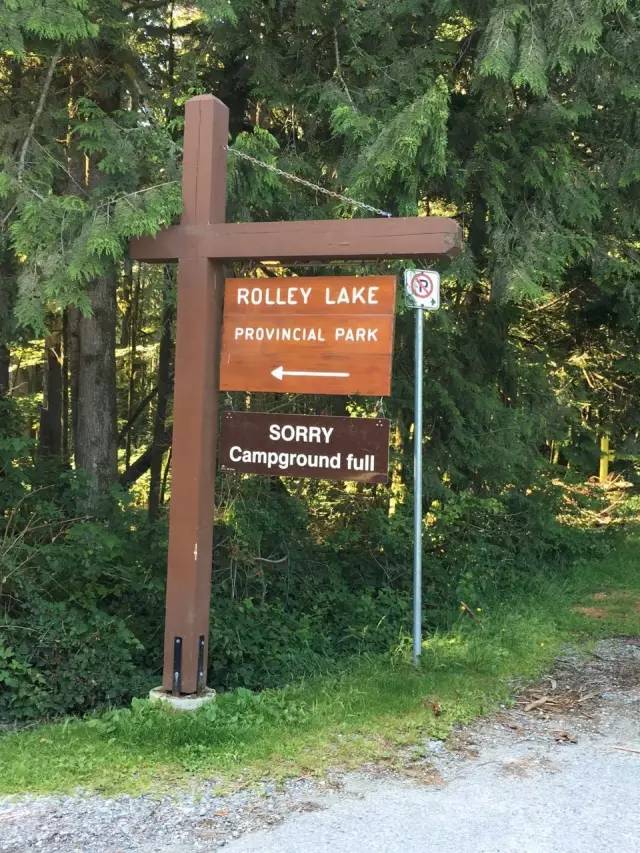 ROLLEY LAKE
PROVINCIAL PARK
SORRY
Campground full
P